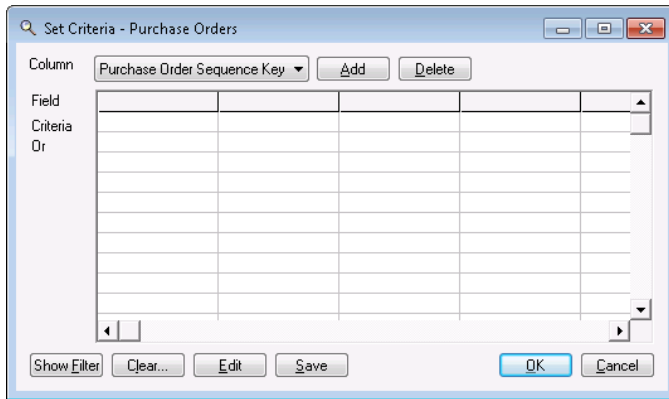 Set Criteria - Purchase Orders
Column Purchase Order Sequence Key Add Delete
Field
Criteria
Or
Show Filter Clear... Edit Save OK Cancel